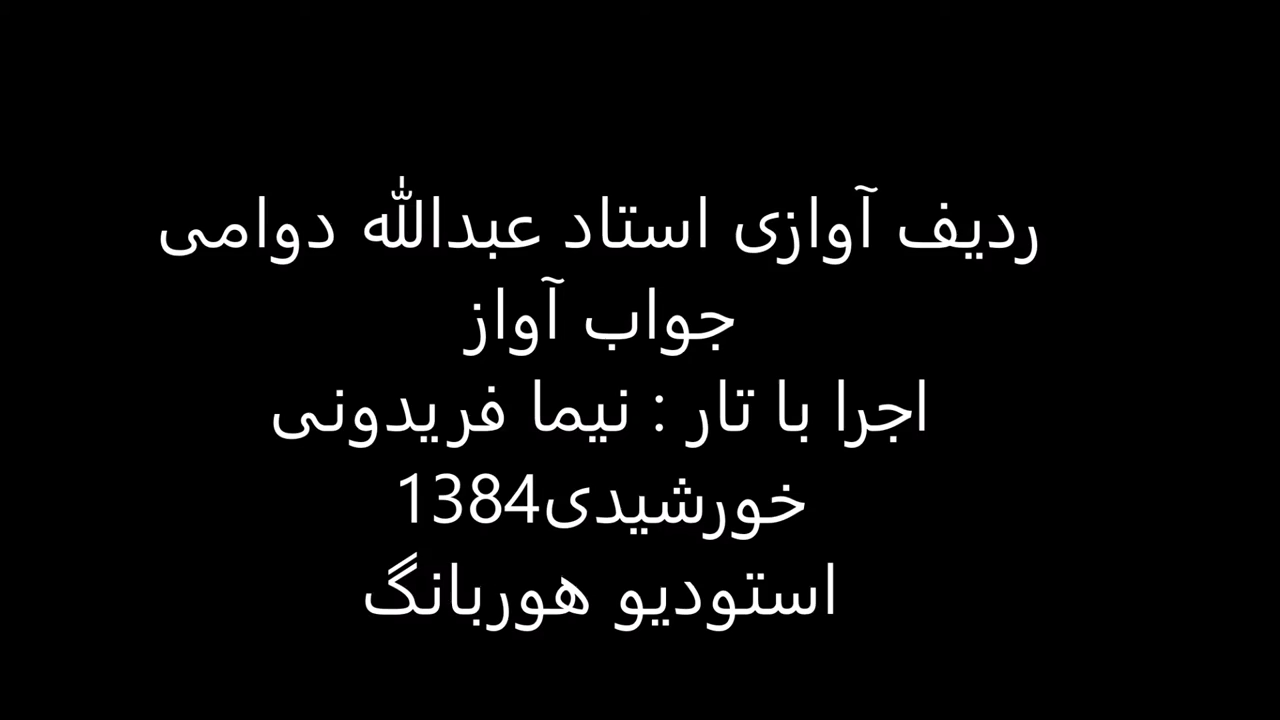 ردیف آوازی استاد عبدالله دوامی
جواب آواز
اجرا با تار : نیما فریدونی
خورشیدی1384
استودیو هوربانگ